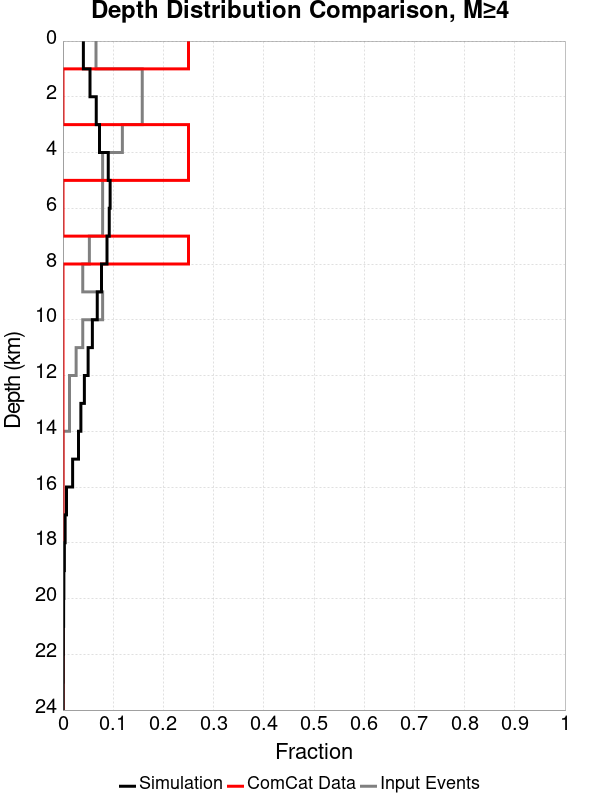 Depth Distribution Comparison, M≥4
0
2
4
6
8
10
12
14
16
18
20
22
24
Depth (km)
0 0.1 0.2 0.3 0.4 0.5 0.6 0.7 0.8 0.9 1
Fraction
Simulation ComCat Data Input Events